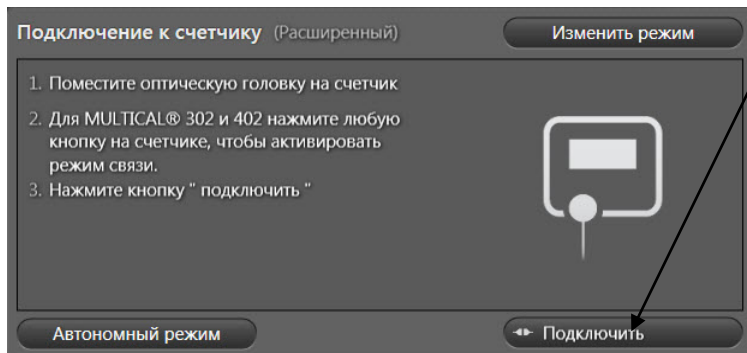 Подключение к счетчику (Расширенный)
Изменить режим
1. Поместите оптическую головку на счетчик
2. Для MULTICAL® 302 и 402 нажмите любую
кнопку на счетчике, чтобы активировать
режим связи.
3. Нажмите кнопку " подключить "
Автономный режим
Подключить